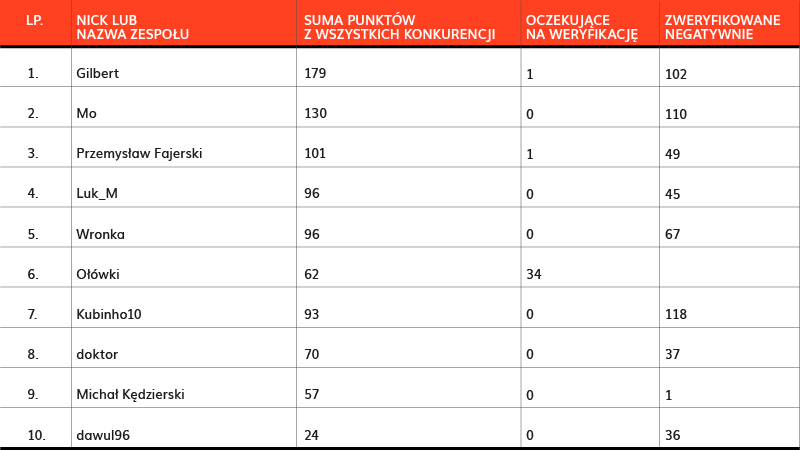 LP. NICK LUB NAZWA ZESPOŁU SUMA PUNKTÓW Z WSZYSTKICH KONKURENCJI OCZEKUJĄCE NA WERYFIKACJĘ ZWERYFIKOWANE NEGATYWNIE
1. Gilbert 179 1 102
2. Mo 130 0 110
3. Przemysław Fajerski 101 1 49
4. Luk_M 96 0 45
5. Wronka 96 0 67
6. Ołówki 62 34
7. Kubinho10 93 0 118
8. doktor 70 0 37
9. Michał Kędzierski 57 0 1
10. dawul96 24 0 36